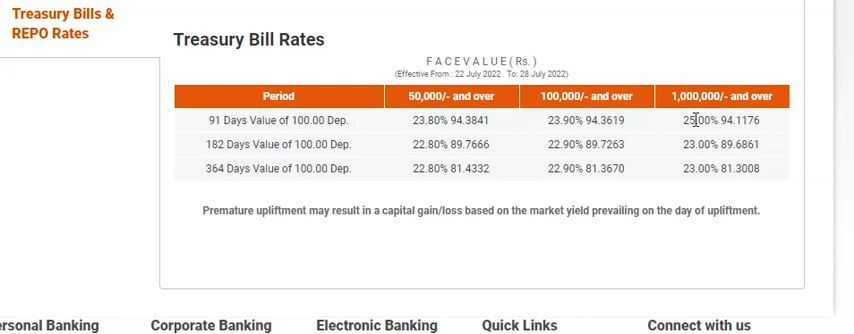 Treasury Bills &
REPO Rates
Treasury Bill Rates
F A C E V A L U E ( Rs. )
(Effective From : 22 July 2022 To: 28 July 2022)
Period 50,000/- and over 100,000/- and over 1,000,000/- and over
91 Days Value of 100.00 Dep. 23.80% 94.3841 23.90% 94.3619 25.00% 94.1176
182 Days Value of 100.00 Dep. 22.80% 89.7666 22.90% 89.7263 23.00% 89.6861
364 Days Value of 100.00 Dep. 22.80% 81.4332 22.90% 81.3670 23.00% 81.3008
Premature upliftment may result in a capital gain/loss based on the market yield prevailing on the day of upliftment.
ersonal Banking Corporate Banking Electronic Banking Quick Links Connect with us